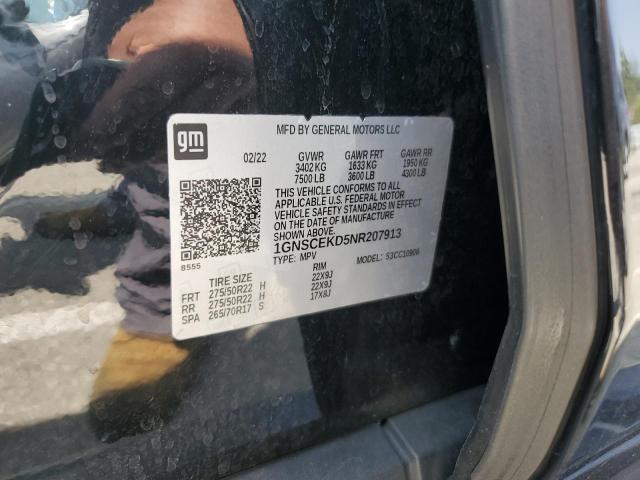 MFD BY GENERAL MOTORS LLC
gm
02/22 GVWR GAWR FRT GAWR RR
3402 KG 1633 KG 1950 KG
7500 LB 3600 LB 4300 LB
THIS VEHICLE CONFORMS TO ALL
APPLICABLE U.S. FEDERAL MOTOR
VEHICLE SAFETY STANDARDS IN EFFECT
ON THE DATE OF MANUFACTURE
SHOWN ABOVE.
1GNSCEKD5NR207913
8555 TYPE: MPV MODEL: 53CC10906
TIRE SIZE RIM
FRT 275/50R22 H 22X9J
RR 275/50R22 H 22X9J
SPA 265/70R17 S 17X8J